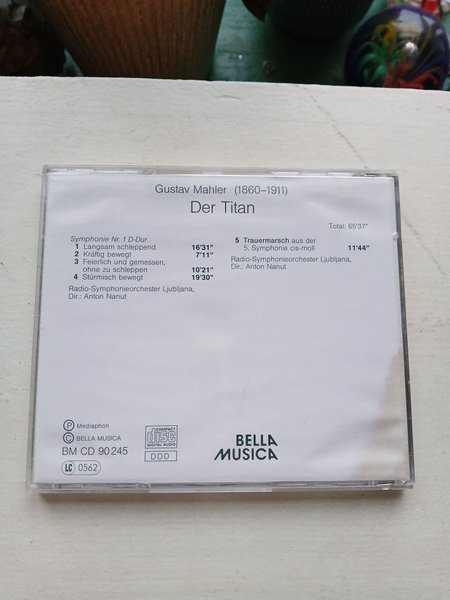 Gustav Mahler (1860–1911)
Der Titan
Total: 65'37"
Symphonie Nr. 1 D-Dur
1 Langsam schleppend 16'31"
2 Kräftig bewegt 7'11"
3 Feierlich und gemessen,
ohne zu schleppen 10'21"
4 Stürmisch bewegt 19'30"
Radio-Symphonieorchester Ljubljana,
Dir.: Anton Nanut
5 Trauermarsch aus der
5. Symphonie cis-moll 11'44"
Radio-Symphonieorchester Ljubljana,
Dir.: Anton Nanut
Ⓟ Mediaphon
Ⓒ BELLA MUSICA
BM CD 90 245
LC 0562
COMPACT
disc
DIGITAL AUDIO
DDD
BELLA
MUSICA